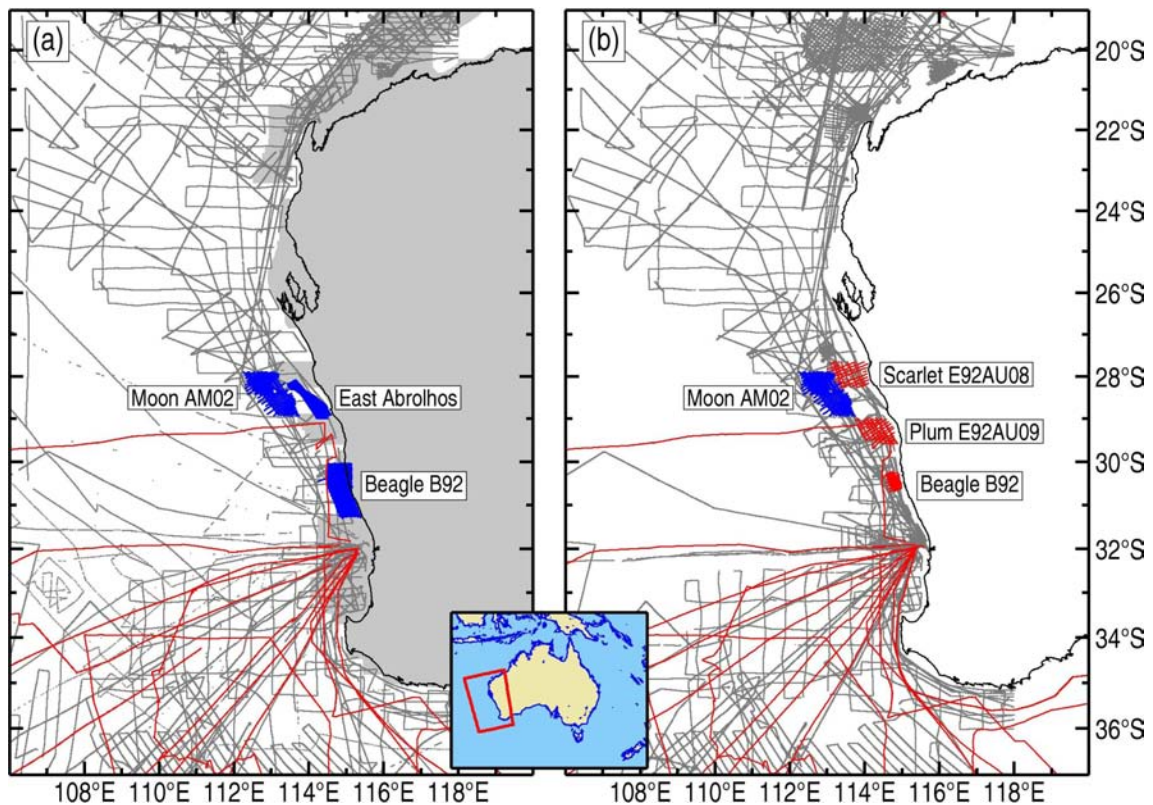 (a)
(b)
20°S
22°S
24°S
26°S
Moon AM02
East Abrolhos
Moon AM02
Scarlet E92AU08
28°S
Plum E92AU09
Beagle B92
Beagle B92
30°S
32°S
34°S
36°S
108°E 110°E 112°E 114°E 116°E 118°E
108°E 110°E 112°E 114°E 116°E 118°E